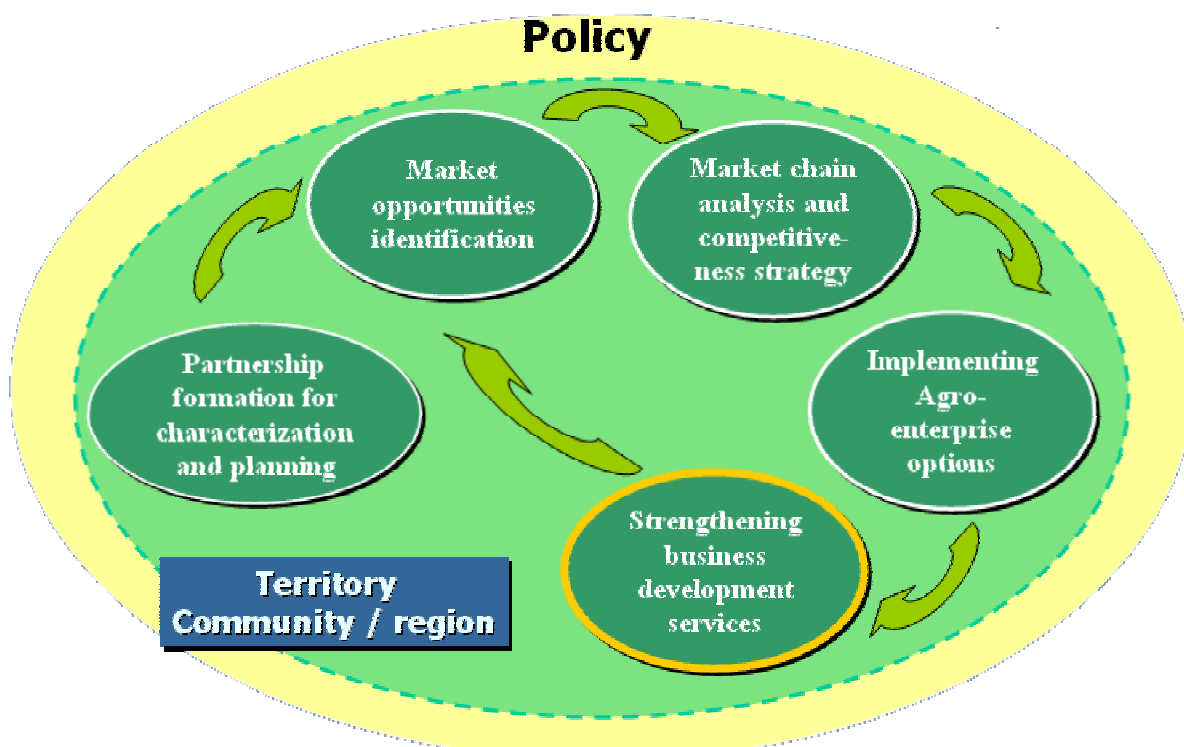 Policy
Market
opportunities
identification
Market chain
analysis and
competitive-
ness strategy
Partnership
formation for
characterization
and planning
Implementing
Agro-
enterprise
options
Strengthening
business
development
services
Territory
Community / region